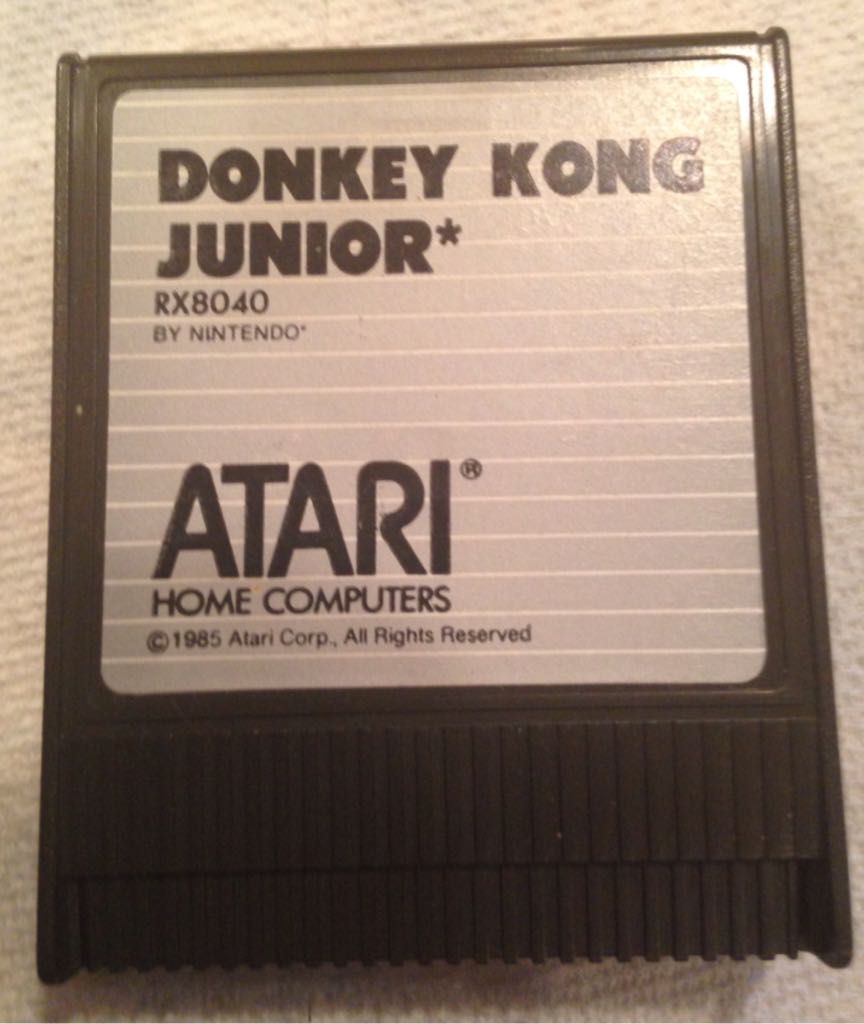 DONKEY KONG
JUNIOR*
RX8040
BY NINTENDO*
ATARI®
HOME COMPUTERS
©1985 Atari Corp., All Rights Reserved